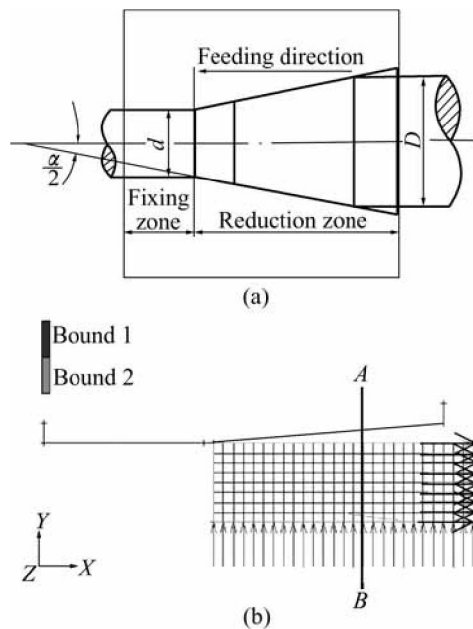 Feeding direction
α
2
d
D
Fixing
zone
Reduction zone
(a)
Bound 1
Bound 2
A
Y
Z
X
B
(b)